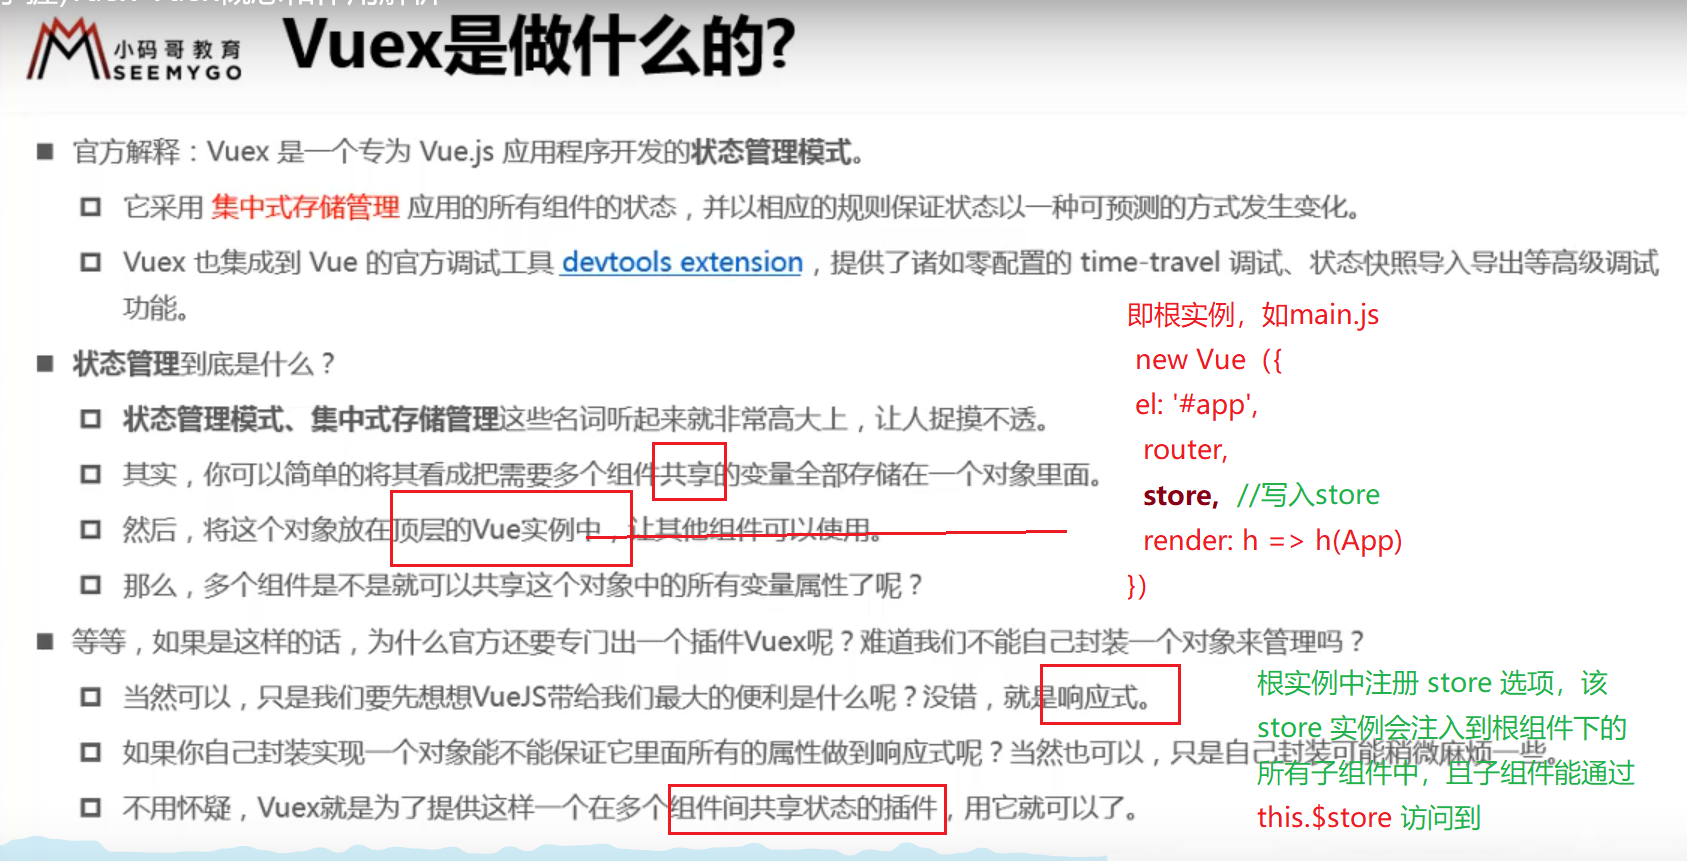 小码哥教育
SEEMYGO
Vuex是做什么的?
官方解释：Vuex 是一个专为 Vue.js 应用程序开发的状态管理模式。
它采用 集中式存储管理 应用的所有组件的状态，并以相应的规则保证状态以一种可预测的方式发生变化。
Vuex 也集成到 Vue 的官方调试工具 devtools extension，提供了诸如零配置的 time-travel 调试、状态快照导入导出等高级调试
功能。
即根实例，如main.js
new Vue ({
el: '#app',
router,
store, //写入store
render: h => h(App)
})
状态管理到底是什么？
状态管理模式、集中式存储管理这些名词听起来就非常高大上，让人捉摸不透。
其实，你可以简单的将其看成把需要多个组件共享的变量全部存储在一个对象里面。
然后，将这个对象放在顶层的Vue实例中，让其他组件可以使用。
那么，多个组件是不是就可以共享这个对象中的所有变量属性了呢？
等等，如果是这样的话，为什么官方还要专门出一个插件Vuex呢？难道我们不能自己封装一个对象来管理吗？
当然可以，只是我们要先想想VueJS带给我们最大的便利是什么呢？没错，就是响应式。
如果你自己封装实现一个对象能不能保证它里面所有的属性做到响应式呢？当然也可以，只是自己封装可能稍微麻烦一些。
不用怀疑，Vuex就是为了提供这样一个在多个组件间共享状态的插件，用它就可以了。
根实例中注册 store 选项，该
store 实例会注入到根组件下的
所有子组件中，且子组件能通过
this.$store 访问到